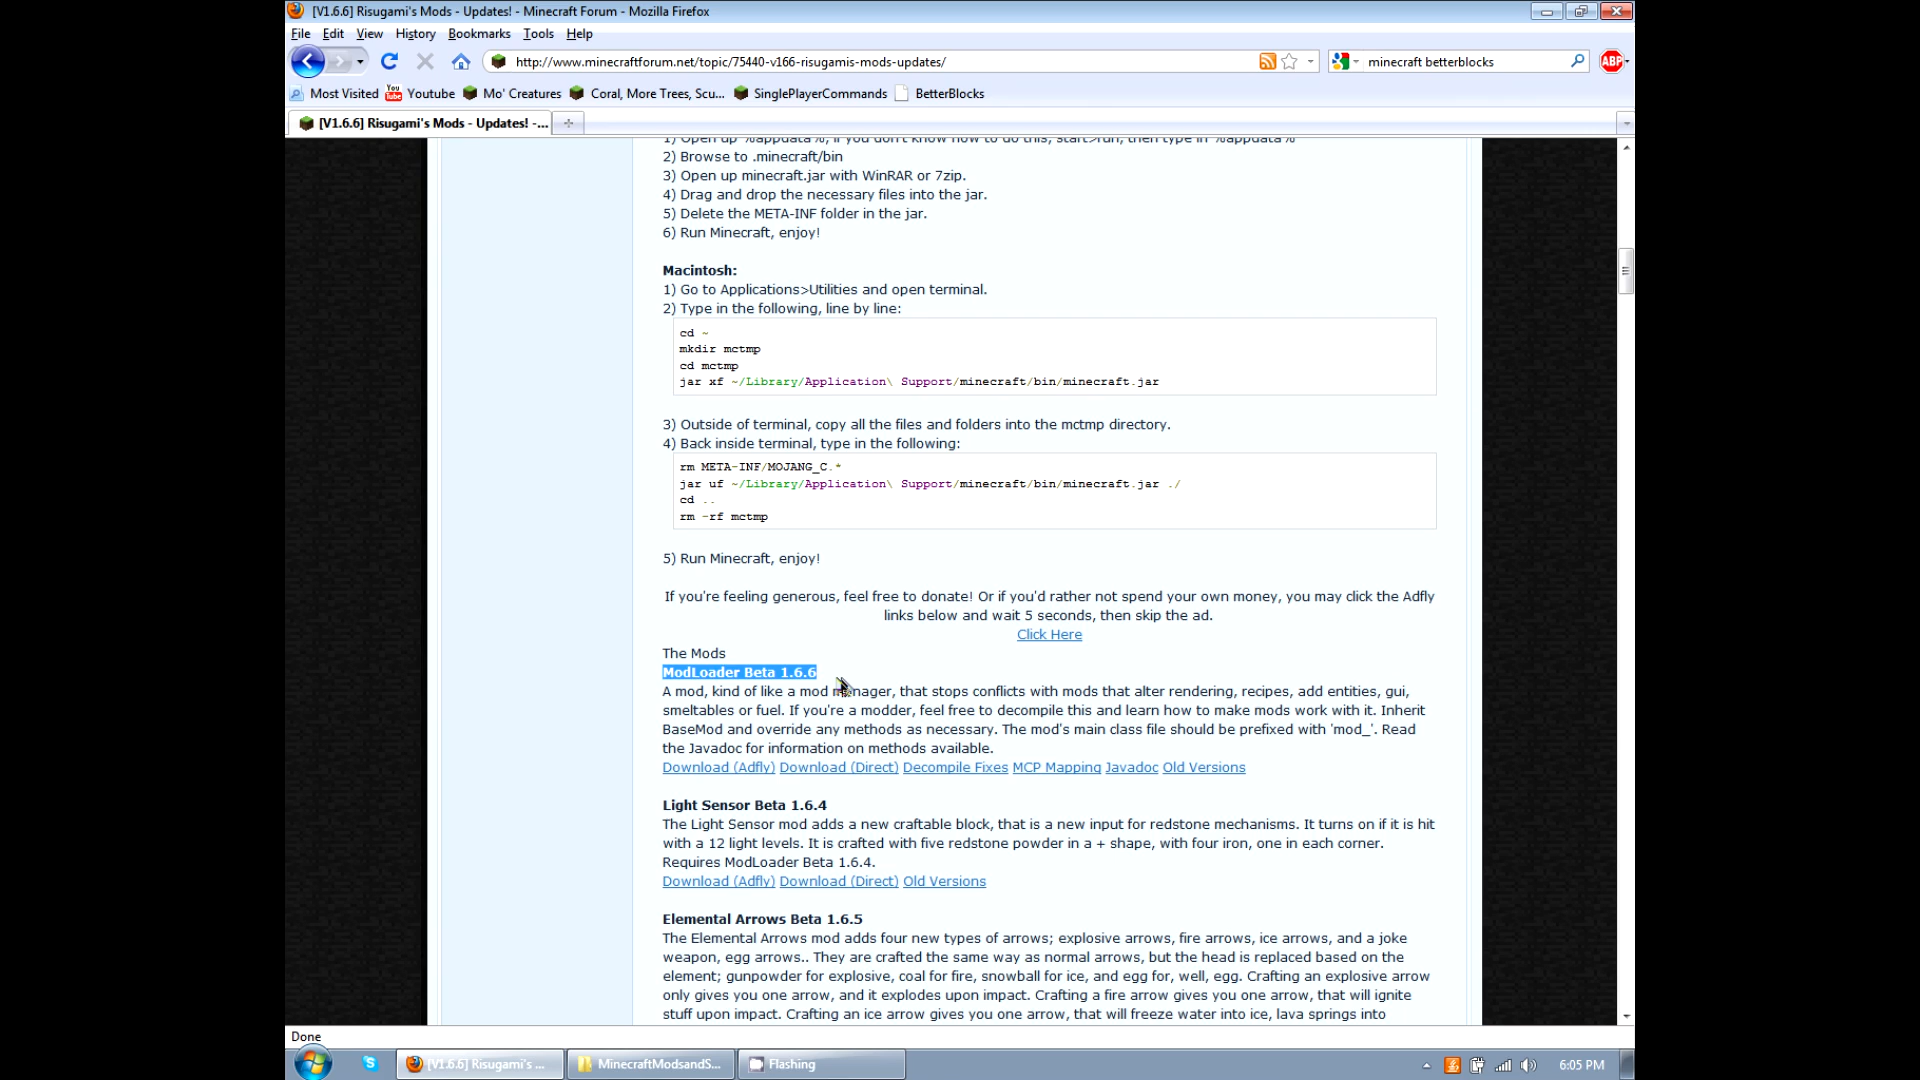 [V1.6.6] Risugami's Mods - Updates! - Minecraft Forum - Mozilla Firefox
File Edit View History Bookmarks Tools Help
http://www.minecraftforum.net/topic/75440-v166-risugamis-mods-updates/
minecraft betterblocks
ABP
Most Visited You Tube Youtube Mo' Creatures Coral, More Trees, Scu... SinglePlayerCommands BetterBlocks
[V1.6.6] Risugami's Mods - Updates! -...
1) Open up %appdata%, if you don't know how to do this, start>run, then type in %appdata%
2) Browse to .minecraft/bin
3) Open up minecraft.jar with WinRAR or 7zip.
4) Drag and drop the necessary files into the jar.
5) Delete the META-INF folder in the jar.
6) Run Minecraft, enjoy!
Macintosh:
1) Go to Applications>Utilities and open terminal.
2) Type in the following, line by line:
cd ~
mkdir mctmp
cd mctmp
jar xf ~/Library/Application\ Support/minecraft/bin/minecraft.jar
3) Outside of terminal, copy all the files and folders into the mctmp directory.
4) Back inside terminal, type in the following:
rm META-INF/MOJANG_C.*
jar uf ~/Library/Application\ Support/minecraft/bin/minecraft.jar ./
cd ..
rm -rf mctmp
5) Run Minecraft, enjoy!
If you're feeling generous, feel free to donate! Or if you'd rather not spend your own money, you may click the Adfly
links below and wait 5 seconds, then skip the ad.
Click Here
The Mods
ModLoader Beta 1.6.6
A mod, kind of like a mod manager, that stops conflicts with mods that alter rendering, recipes, add entities, gui,
smeltables or fuel. If you're a modder, feel free to decompile this and learn how to make mods work with it. Inherit
BaseMod and override any methods as necessary. The mod's main class file should be prefixed with 'mod_'. Read
the Javadoc for information on methods available.
Download (Adfly) Download (Direct) Decompile Fixes MCP Mapping Javadoc Old Versions
Light Sensor Beta 1.6.4
The Light Sensor mod adds a new craftable block, that is a new input for redstone mechanisms. It turns on if it is hit
with a 12 light levels. It is crafted with five redstone powder in a + shape, with four iron, one in each corner.
Requires ModLoader Beta 1.6.4.
Download (Adfly) Download (Direct) Old Versions
Elemental Arrows Beta 1.6.5
The Elemental Arrows mod adds four new types of arrows; explosive arrows, fire arrows, ice arrows, and a joke
weapon, egg arrows.. They are crafted the same way as normal arrows, but the head is replaced based on the
element; gunpowder for explosive, coal for fire, snowball for ice, and egg for, well, egg. Crafting an explosive arrow
only gives you one arrow, and it explodes upon impact. Crafting a fire arrow gives you one arrow, that will ignite
stuff upon impact. Crafting an ice arrow gives you one arrow, that will freeze water into ice, lava springs into
Done
[V1.6.6] Risugami's ... MinecraftModsandS... Flashing 6:05 PM